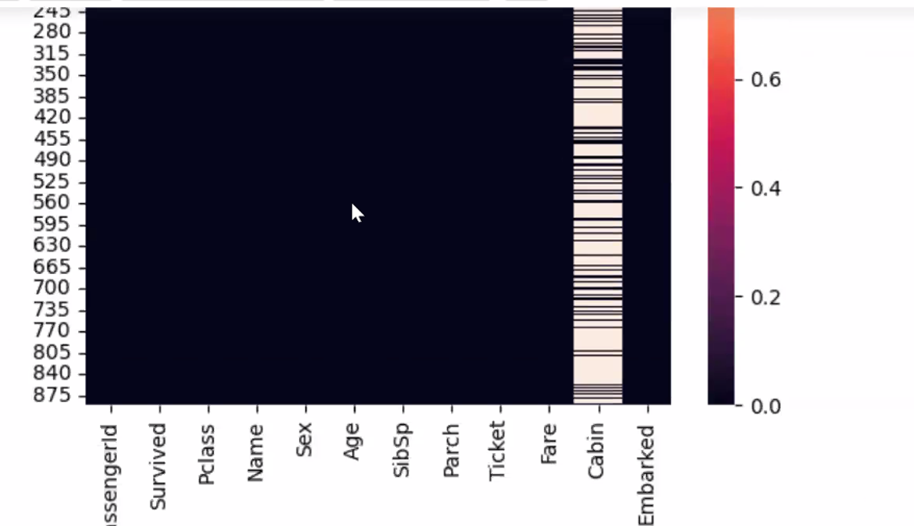 245
280
315
350
385
420
455
490
525
560
595
630
665
700
735
770
805
840
875
0.6
0.4
0.2
0.0
ssengerId
Survived
Pclass
Name
Sex
Age
SibSp
Parch
Ticket
Fare
Cabin
Embarked